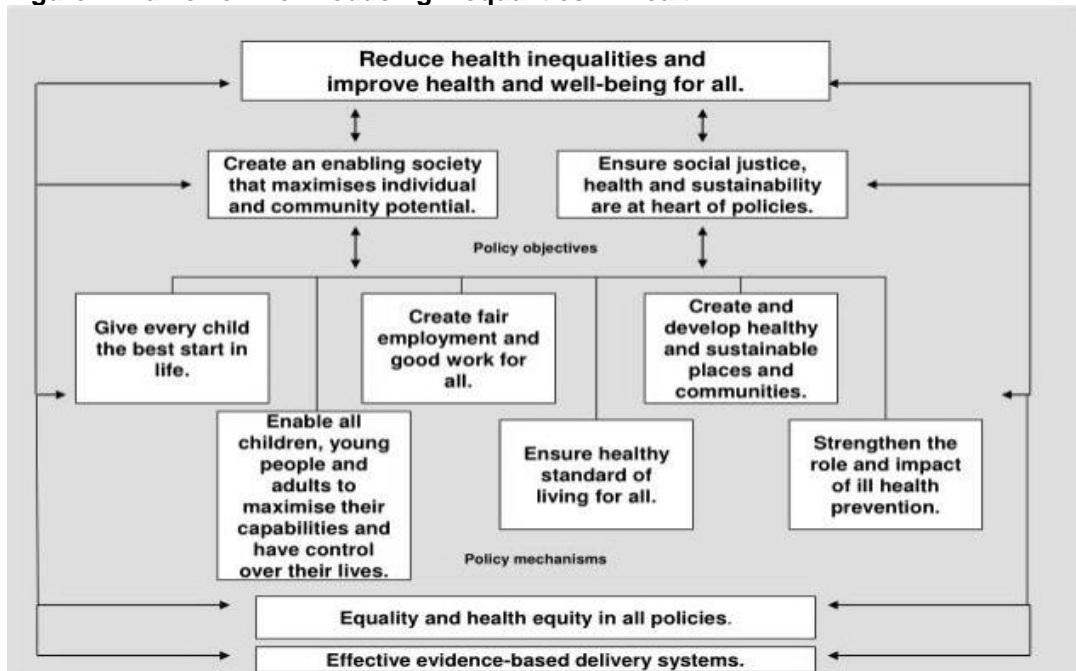 Reduce health inequalities and
improve health and well-being for all.
Create an enabling society
that maximises individual
and community potential.
Ensure social justice,
health and sustainability
are at heart of policies.
Policy objectives
Give every child
the best start in
life.
Create fair
employment and
good work for
all.
Create and
develop healthy
and sustainable
places and
communities.
Enable all
children, young
people and
adults to
maximise their
capabilities and
have control
over their lives.
Ensure healthy
standard of
living for all.
Strengthen the
role and impact
of ill health
prevention.
Policy mechanisms
Equality and health equity in all policies.
Effective evidence-based delivery systems.